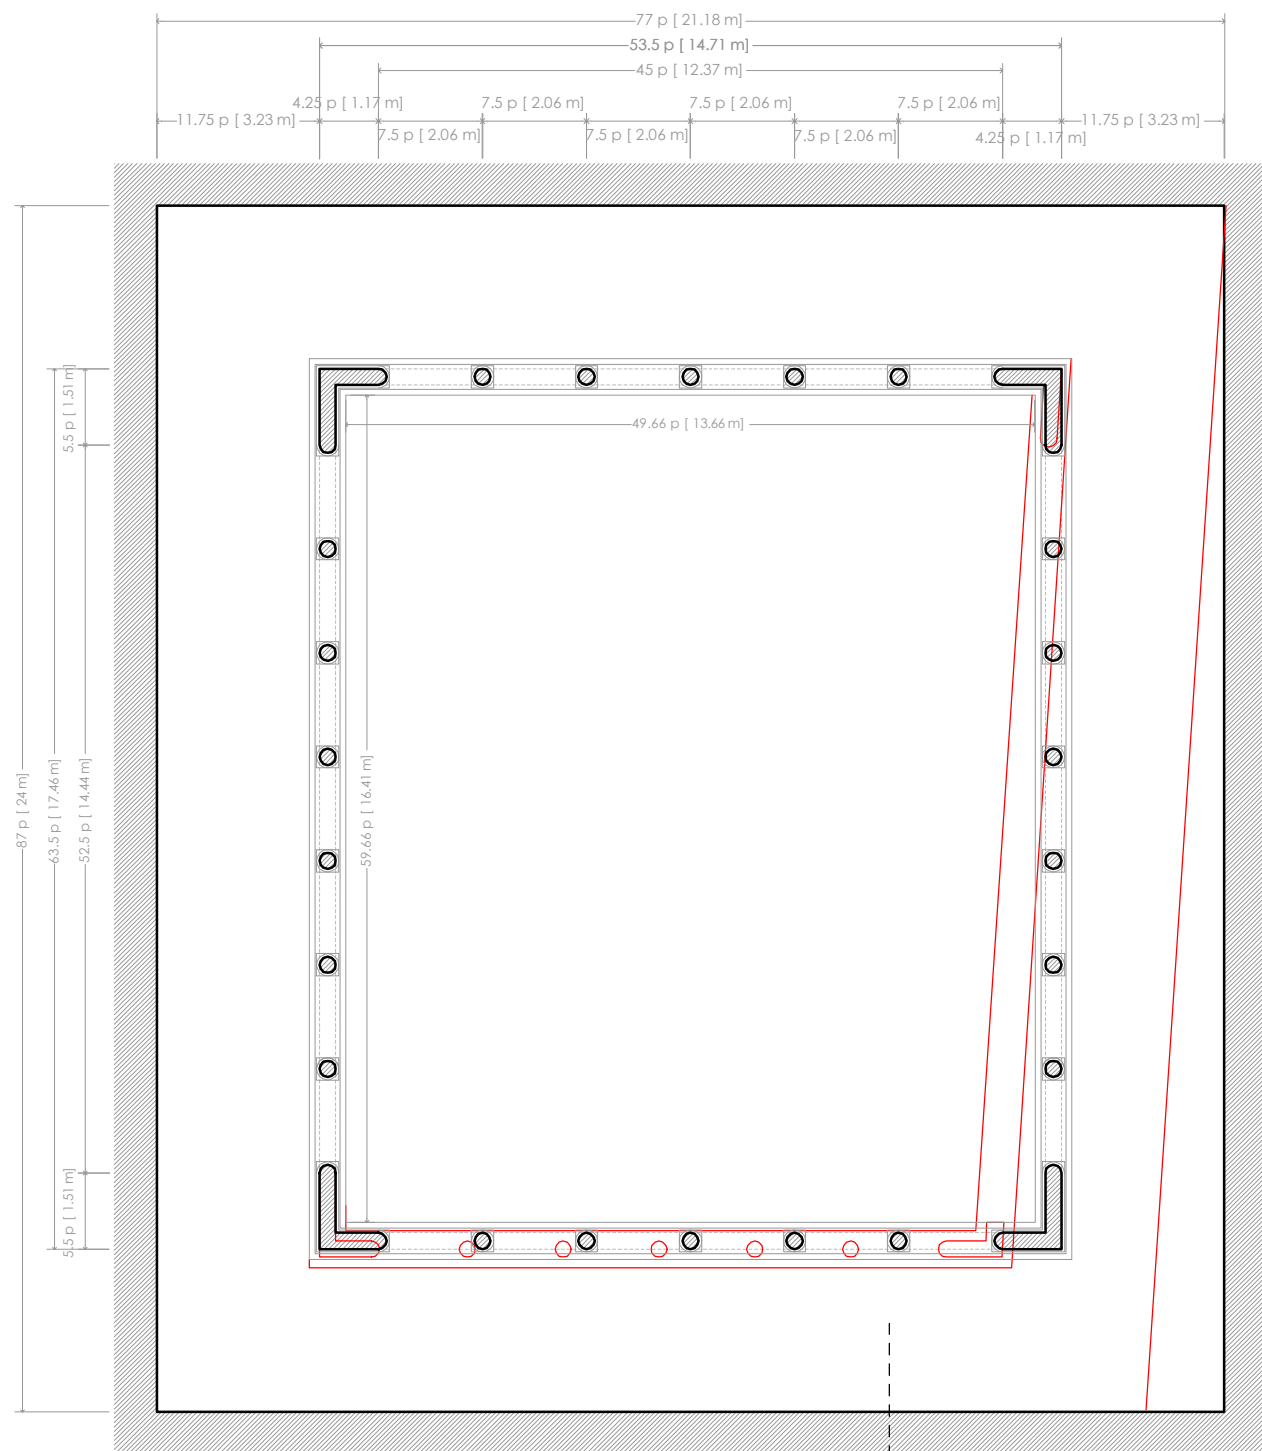 77 p [ 21.18 m]
53.5 p [ 14.71 m]
45 p [ 12.37 m]
4.25 p [ 1.17 m]
7.5 p [ 2.06 m]
7.5 p [ 2.06 m]
7.5 p [ 2.06 m]
11.75 p [ 3.23 m]
11.75 p [ 3.23 m]
7.5 p [ 2.06 m]
7.5 p [ 2.06 m]
7.5 p [ 2.06 m]
4.25 p [ 1.17 m]
5.5 p [ 1.51 m]
49.66 p [ 13.66 m]
87 p [ 24 m]
63.5 p [ 17.46 m]
52.5 p [ 14.44 m]
59.66 p [ 16.41 m]
5.5 p [ 1.51 m]